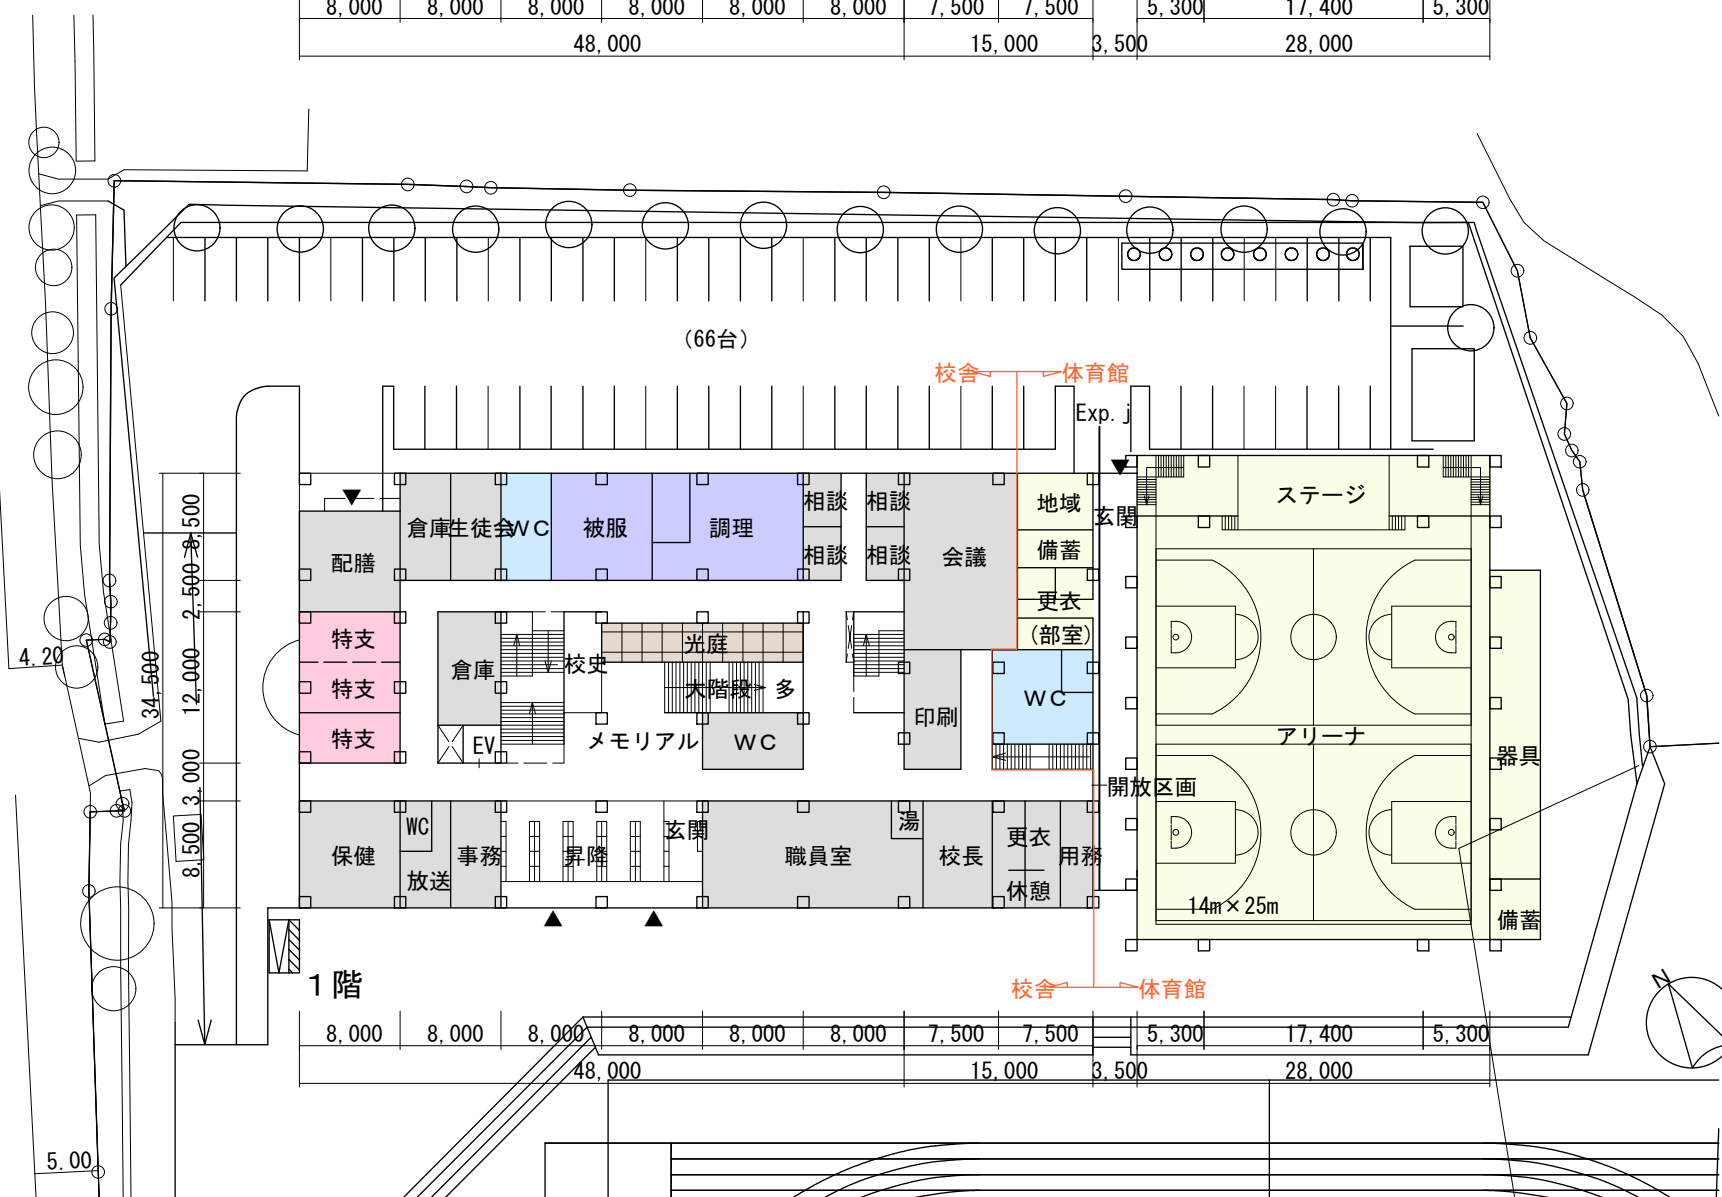 8,000 8,000 8,000 8,000 8,000 8,000 7,500 7,500 5,300 17,400 5,300
48,000 15,000 3,500 28,000
(66台)
校舎 体育館
Exp.j
ステージ
地域
玄関
相談 相談
倉庫 生徒会 WC 被服 調理
8,500
備蓄
相談 相談
会議
配膳
2,500
更衣
(部室)
特支
光庭
4.20
倉庫
校史
34,500
12,000
特支
大階段 多
WC
印刷
特支
EV
メモリアル
WC
アリーナ
器具
3,000
開放区画
湯
WC
玄関
更衣
8,500
保健
事務
昇降
職員室
校長
用務
放送
休憩
14m×25m
備蓄
1階
校舎 体育館
N
8,000 8,000 8,000 8,000 8,000 8,000 7,500 7,500 5,300 17,400 5,300
48,000 15,000 3,500 28,000
5.00